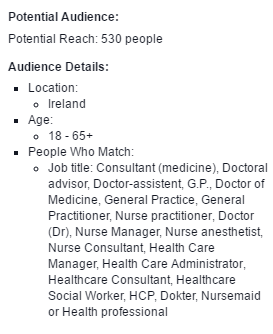 Potential Audience:
Potential Reach: 530 people
Audience Details:
▪ Location:
○ Ireland
▪ Age:
○ 18 - 65+
▪ People Who Match:
○ Job title: Consultant (medicine), Doctoral
advisor, Doctor-assistent, G.P., Doctor of
Medicine, General Practice, General
Practitioner, Nurse practitioner, Doctor
(Dr), Nurse Manager, Nurse anesthetist,
Nurse Consultant, Health Care
Manager, Health Care Administrator,
Healthcare Consultant, Healthcare
Social Worker, HCP, Dokter, Nursemaid
or Health professional